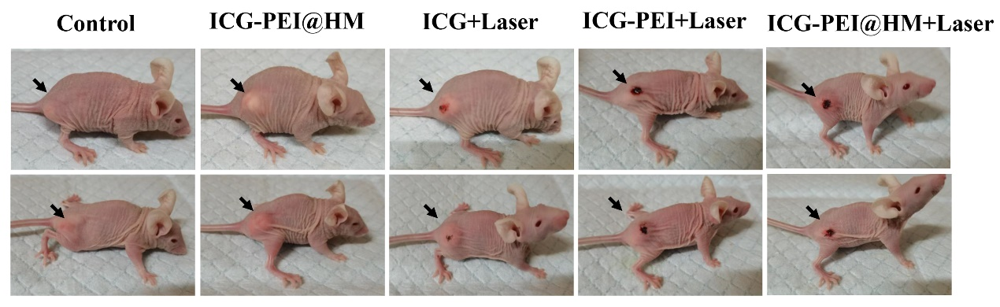 Control
ICG-PEI@HM
ICG+Laser
ICG-PEI+Laser
ICG-PEI@HM+Laser